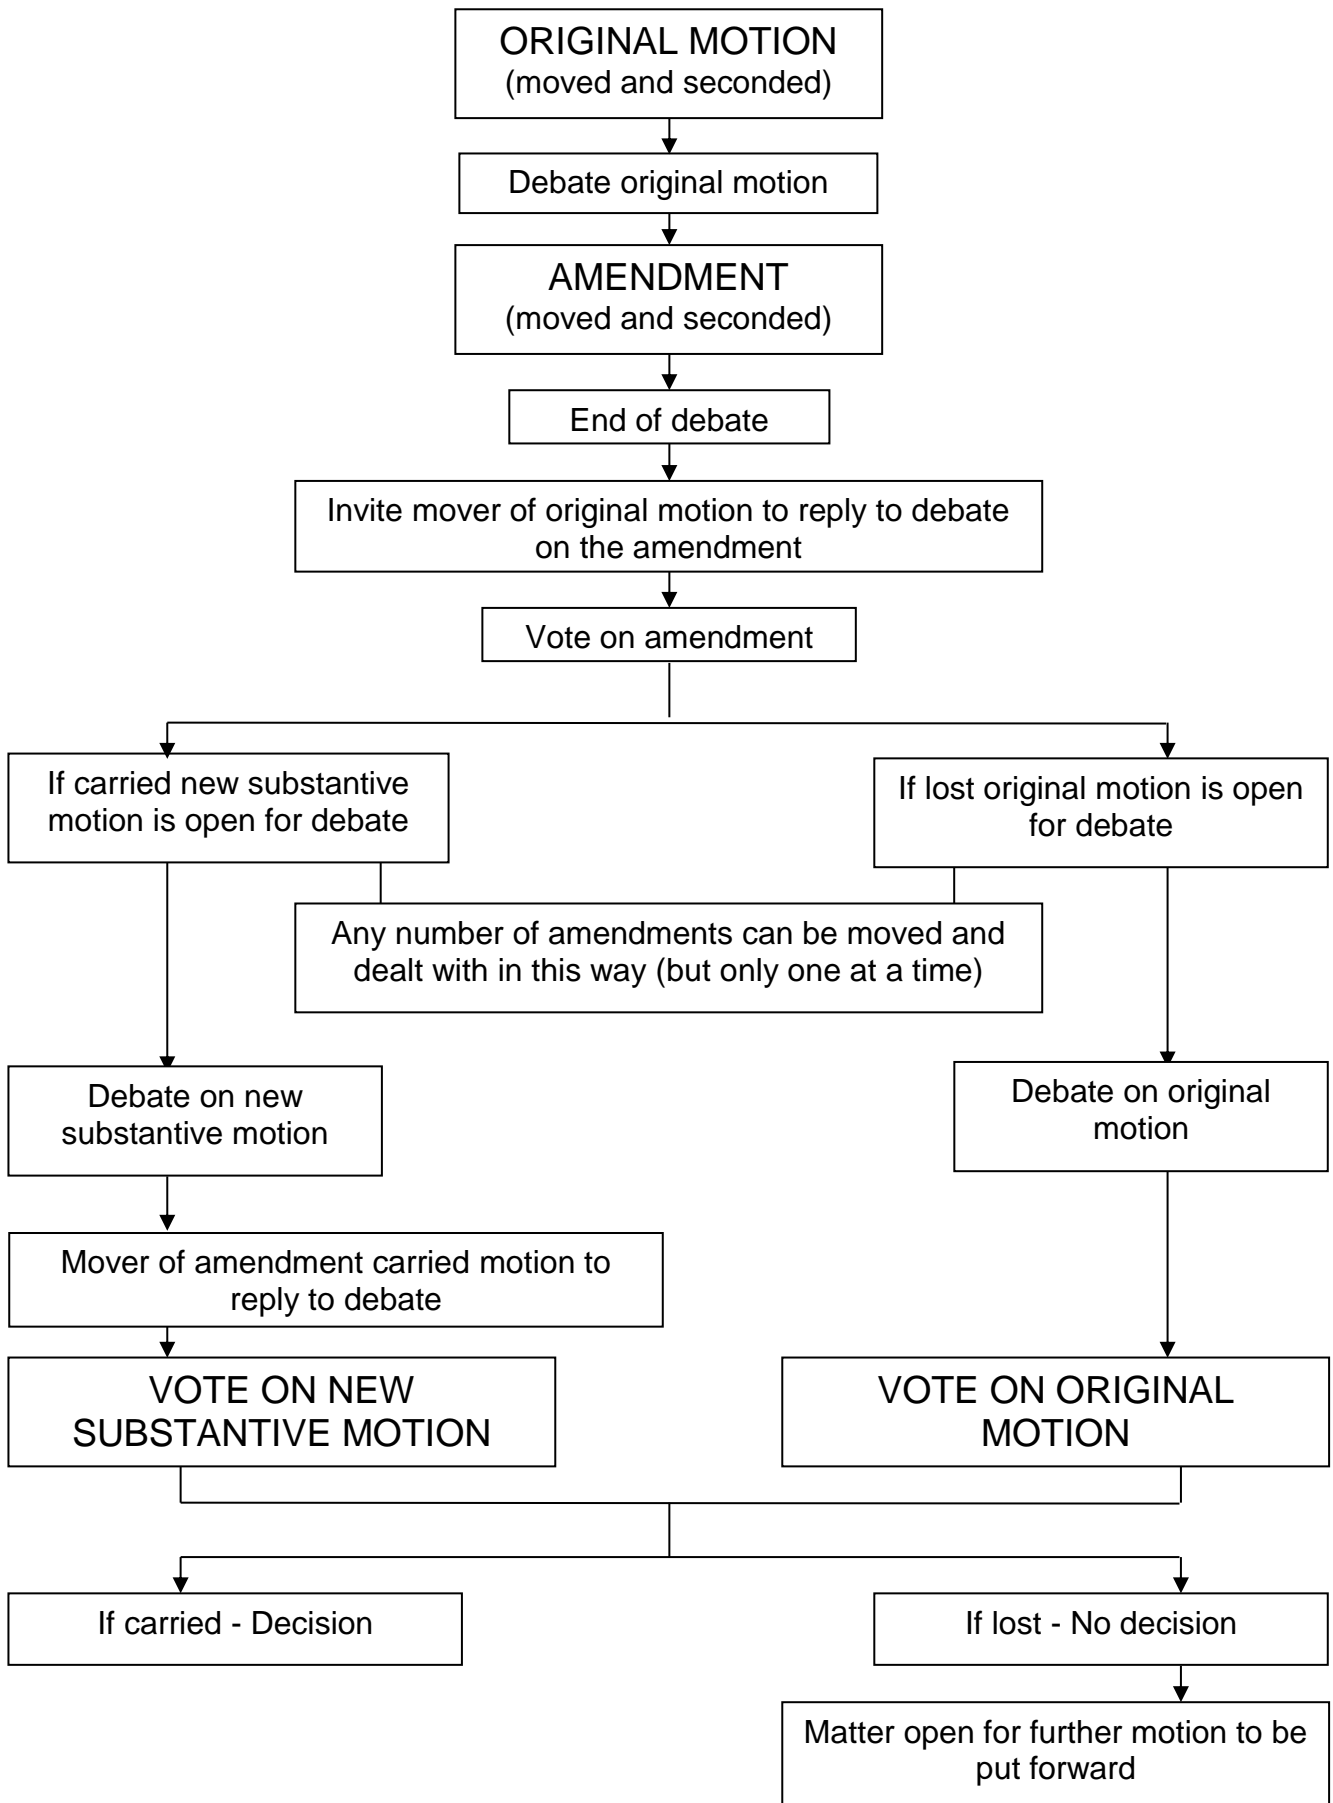 ORIGINAL MOTION
(moved and seconded)
Debate original motion
AMENDMENT
(moved and seconded)
End of debate
Invite mover of original motion to reply to debate
on the amendment
Vote on amendment
If carried new substantive
motion is open for debate
If lost original motion is open
for debate
Any number of amendments can be moved and
dealt with in this way (but only one at a time)
Debate on new
substantive motion
Debate on original
motion
Mover of amendment carried motion to
reply to debate
VOTE ON NEW
SUBSTANTIVE MOTION
VOTE ON ORIGINAL
MOTION
If carried - Decision
If lost - No decision
Matter open for further motion to be
put forward